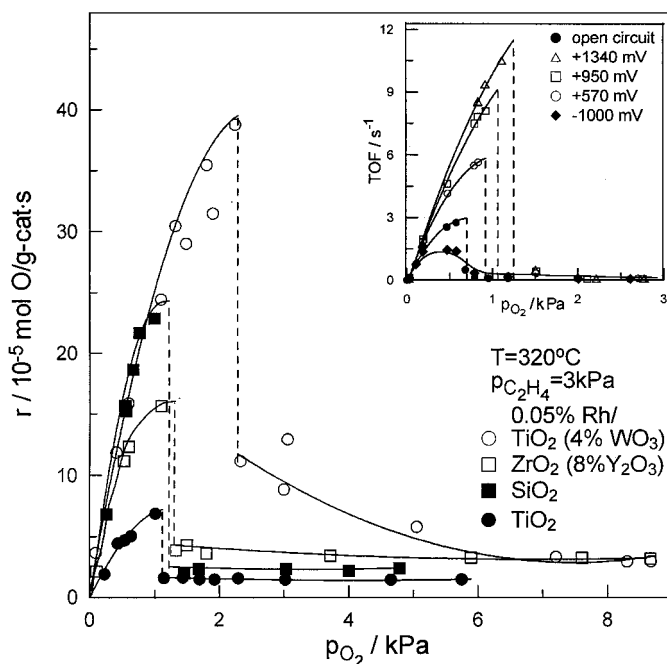 r / 10⁻⁵ mol O/g-cat·s
40
30
20
10
0
0
2
4
6
8
p_O₂ / kPa
TOF / s⁻¹
12
9
6
3
0
0
1
2
3
p_O₂ / kPa
● open circuit
△ +1340 mV
□ +950 mV
○ +570 mV
◆ -1000 mV
T=320ºC
p_C₂H₄=3kPa
0.05% Rh/
○ TiO₂ (4% WO₃)
□ ZrO₂ (8%Y₂O₃)
■ SiO₂
● TiO₂